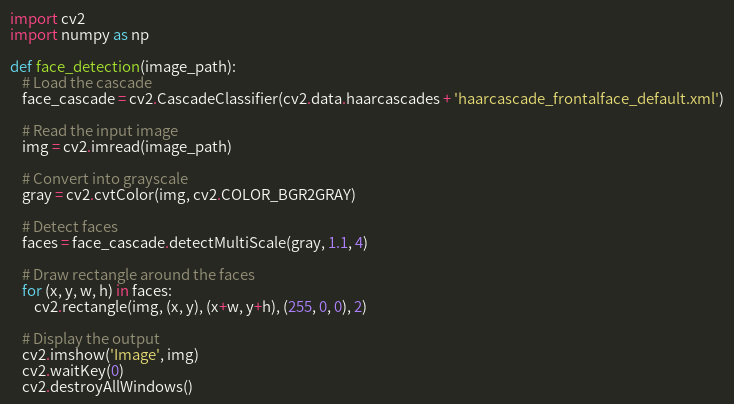 import cv2
import numpy as np
def face_detection(image_path):
# Load the cascade
face_cascade = cv2.CascadeClassifier(cv2.data.haarcascades + 'haarcascade_frontalface_default.xml')
# Read the input image
img = cv2.imread(image_path)
# Convert into grayscale
gray = cv2.cvtColor(img, cv2.COLOR_BGR2GRAY)
# Detect faces
faces = face_cascade.detectMultiScale(gray, 1.1, 4)
# Draw rectangle around the faces
for (x, y, w, h) in faces:
cv2.rectangle(img, (x, y), (x+w, y+h), (255, 0, 0), 2)
# Display the output
cv2.imshow('Image', img)
cv2.waitKey(0)
cv2.destroyAllWindows()